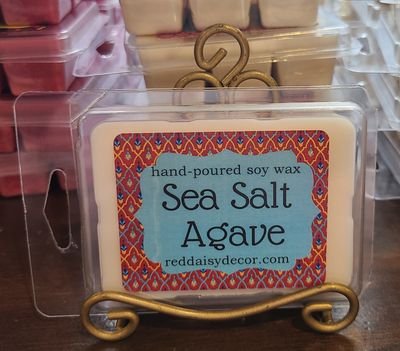 hand-poured soy wax
Sea Salt
Agave
reddaisydecor.com